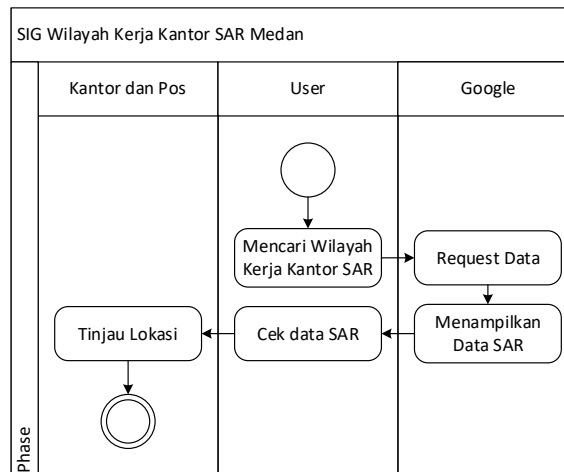 SIG Wilayah Kerja Kantor SAR Medan
Kantor dan Pos
User
Google
Mencari Wilayah
Kerja Kantor SAR
Request Data
Tinjau Lokasi
Cek data SAR
Menampilkan
Data SAR
Phase